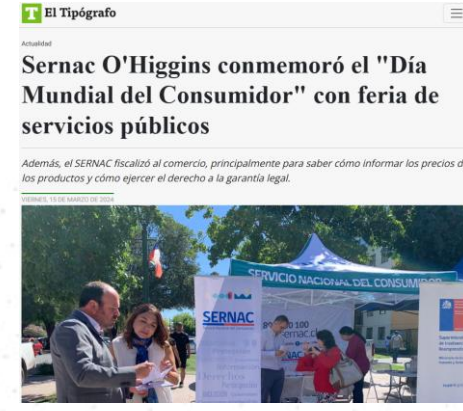 T El Tipógrafo
Actualidad
Sernac O'Higgins conmemoró el "Día
Mundial del Consumidor" con feria de
servicios públicos
Además, el SERNAC fiscalizó al comercio, principalmente para saber cómo informar los precios d
los productos y cómo ejercer el derecho a la garantía legal.
VIERNES, 15 DE MARZO DE 2024
SERVICIO NACIONAL DEL CONSUMIDOR
SERNAC
100
sernac.cl